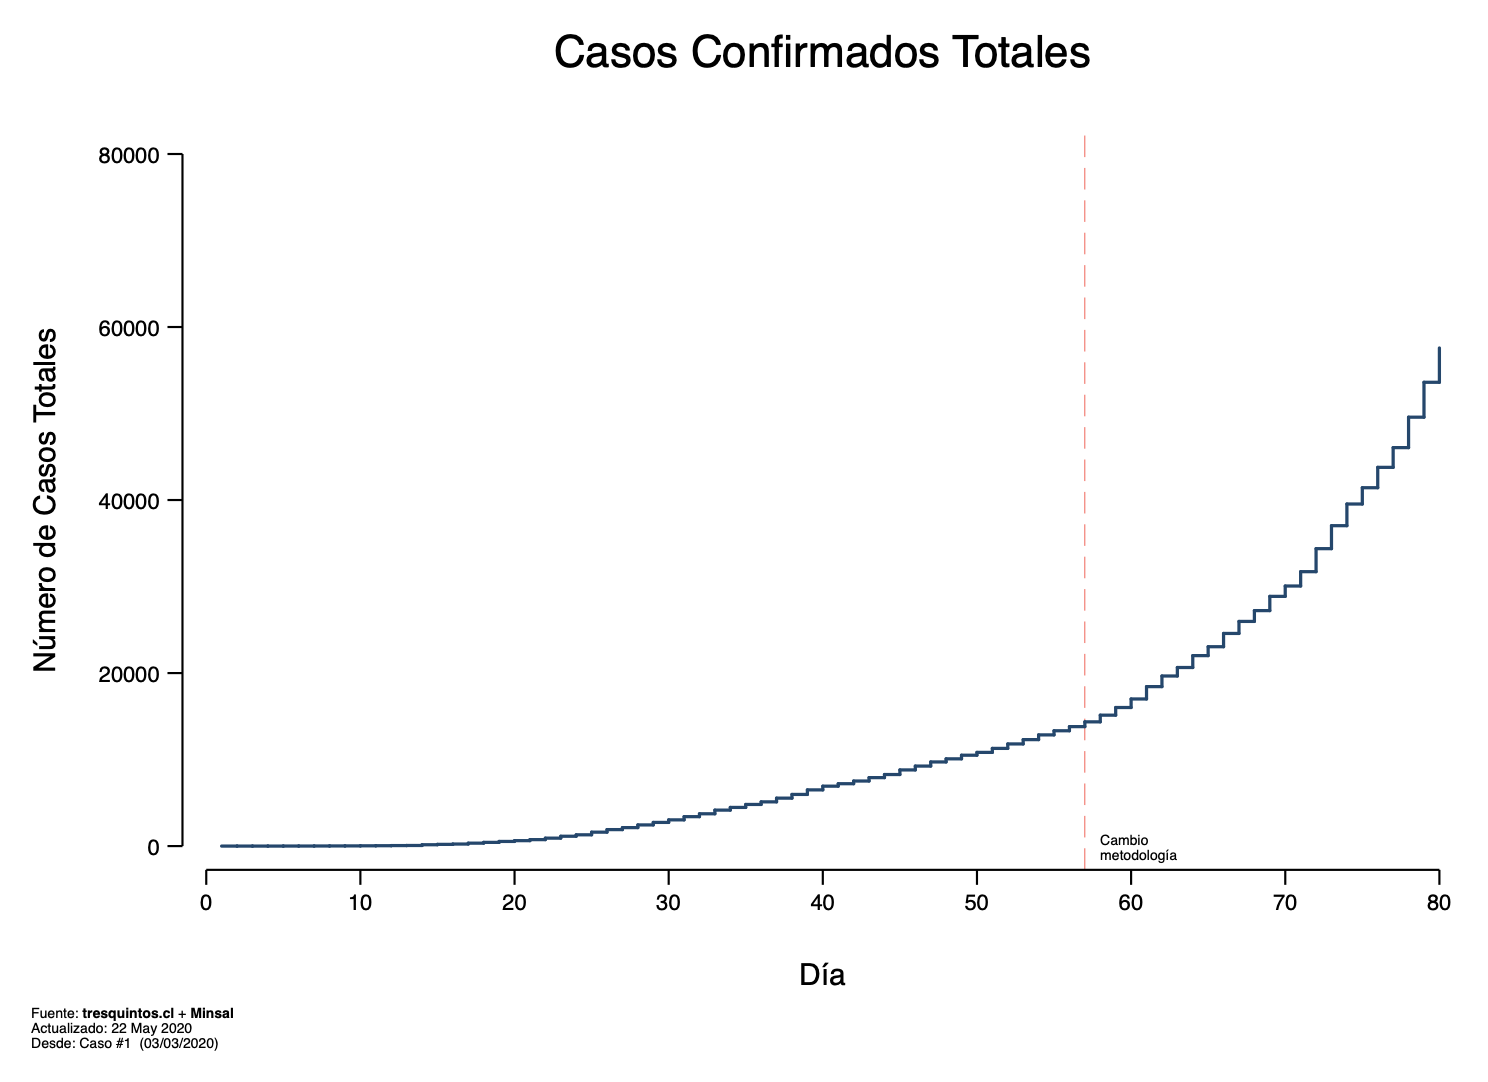 Casos Confirmados Totales
Número de Casos Totales
80000
60000
40000
20000
0
Cambio
metodología
0 10 20 30 40 50 60 70 80
Día
Fuente: tresquintos.cl + Minsal
Actualizado: 22 May 2020
Desde: Caso #1 (03/03/2020)